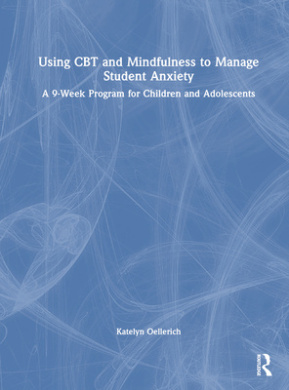 Using CBT and Mindfulness to Manage
Student Anxiety
A 9-Week Program for Children and Adolescents
Katelyn Oellerich
R